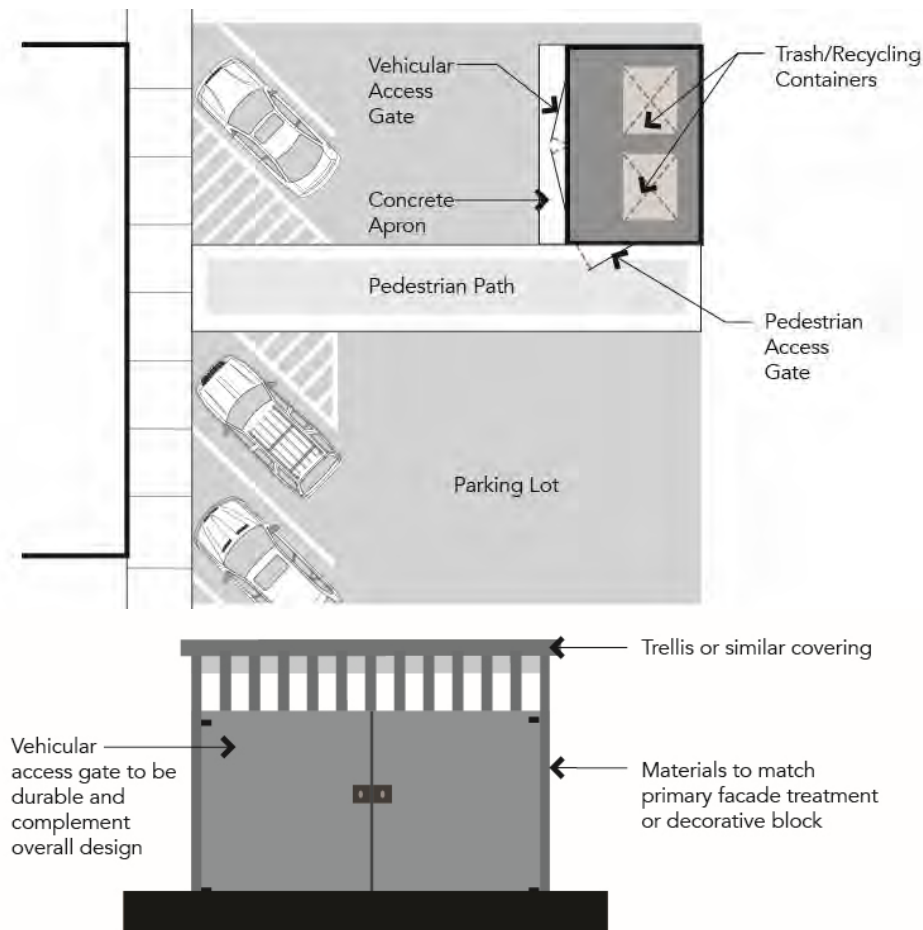 Vehicular
Access
Gate
Trash/Recycling
Containers
Concrete
Apron
Pedestrian Path
Pedestrian
Access
Gate
Parking Lot
Trellis or similar covering
Vehicular
access gate to be
durable and
complement
overall design
Materials to match
primary facade treatment
or decorative block